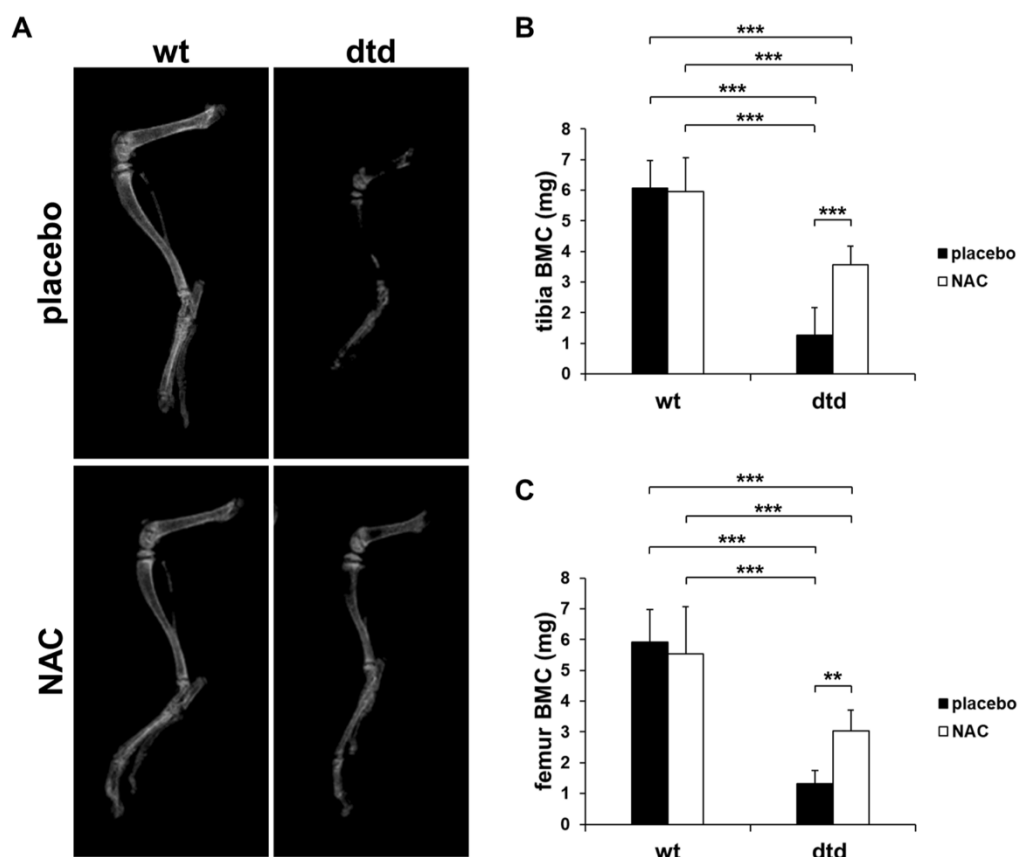 A
wt
dtd
placebo
NAC
B
***
***
***
***
***
8
7
6
5
4
3
2
1
0
tibia BMC (mg)
wt
dtd
placebo
NAC
C
***
***
***
***
**
8
7
6
5
4
3
2
1
0
femur BMC (mg)
wt
dtd
placebo
NAC